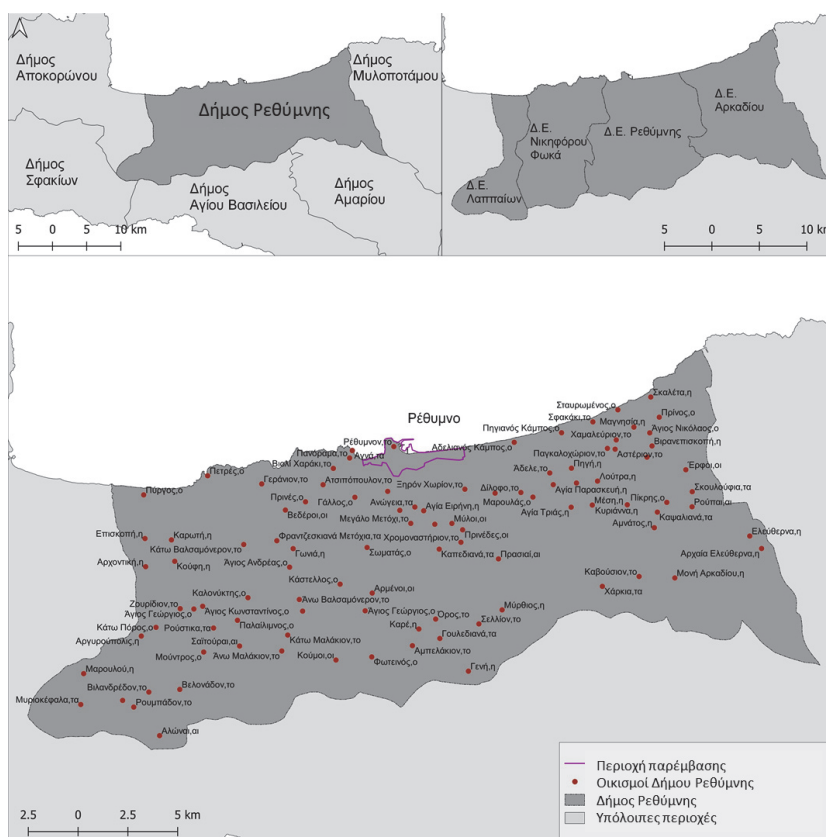 Δήμος
Αποκορώνου
Δήμος
Μυλοποτάμου
Δήμος Ρεθύμνης
Δήμος
Σφακίων
Δήμος
Αγίου Βασιλείου
Δήμος
Αμαρίου
5 0 5 10 km
Δ.Ε.
Αρκαδίου
Δ.Ε.
Νικηφόρου
Φωκά
Δ.Ε. Ρεθύμνης
Δ.Ε.
Λαππαίων
5 0 5 10 km
Ρέθυμνο
Σκαλέτα,η
Σταυρωμένος,ο
Πρίνος,ο
Σφακάκι,το
Μαγνησία,η
Άγιος Νικόλαος,ο
Πηγιανός Κάμπος,ο
Χαμαλεύριον,το
Βιρανεπισκοπή,η
Ρέθυμνον,το
Αδελιανός Κάμπος,ο
Πανόραμα,το
Αγνά,τα
Παγκαλοχώριον,το
Αστέριον,το
Βιολί Χαράκι,το
Πηγή,η
Έρφοι,οι
Πετρές,ο
Άδελε,το
Γεράνιον,το
Ατσιπόπουλον,το
Ξηρόν Χωρίον,το
Δίλοφο,το
Αγία Παρασκευή,η
Λούτρα,η
Σκουλούφια,τα
Πύργος,ο
Πρινές,ο
Γάλλος,ο
Ανώγεια,τα
Μαρουλάς,ο
Μέση,η
Πίκρης,ο
Ρούπαι,αι
Βεδέροι,οι
Αγία Ειρήνη,η
Αγία Τριάς,η
Κυριάννα,η
Καψαλιανά,τα
Μεγάλο Μετόχι,το
Μύλοι,οι
Αμνάτος,η
Επισκοπή,η
Καρωτή,η
Φραντζεσκιανά Μετόχια,τα
Χρομοναστήριον,το
Πρινέδες,οι
Ελεύθερνα,η
Κάτω Βαλσαμόνερον,το
Γωνιά,η
Σωματάς,ο
Καπεδιανά,τα
Πρασιαί,αι
Αρχαία Ελεύθερνα,η
Αρχοντική,η
Κούφη,η
Άγιος Ανδρέας,ο
Καβούσιον,το
Μονή Αρκαδίου,η
Κάστελλος,ο
Αρμένοι,οι
Χάρκια,τα
Καλονύκτης,ο
Άνω Βαλσαμόνερον,το
Ζουρίδιον,το
Άγιος Γεώργιος,ο
Άγιος Κωνσταντίνος,ο
Άγιος Γεώργιος,ο
Όρος,το
Μύρθιος,η
Κάτω Πόρος,ο
Ρούστικα,τα
Παλαίλιμνος,ο
Καρέ,η
Σελλίον,το
Αργυρούπολις,η
Σαϊτούραι,αι
Κάτω Μαλάκιον,το
Γουλεδιανά,τα
Μούντρος,ο
Άνω Μαλάκιον,το
Κούμοι,οι
Αμπελάκιον,το
Μαρουλού,η
Φωτεινός,ο
Γενή,η
Βιλανδρέδον,το
Βελονάδον,το
Μυριοκέφαλα,τα
Ρουμπάδον,το
Αλώναι,αι
Περιοχή παρέμβασης
Οικισμοί Δήμου Ρεθύμνης
Δήμος Ρεθύμνης
Υπόλοιπες περιοχές
2.5 0 2.5 5 km